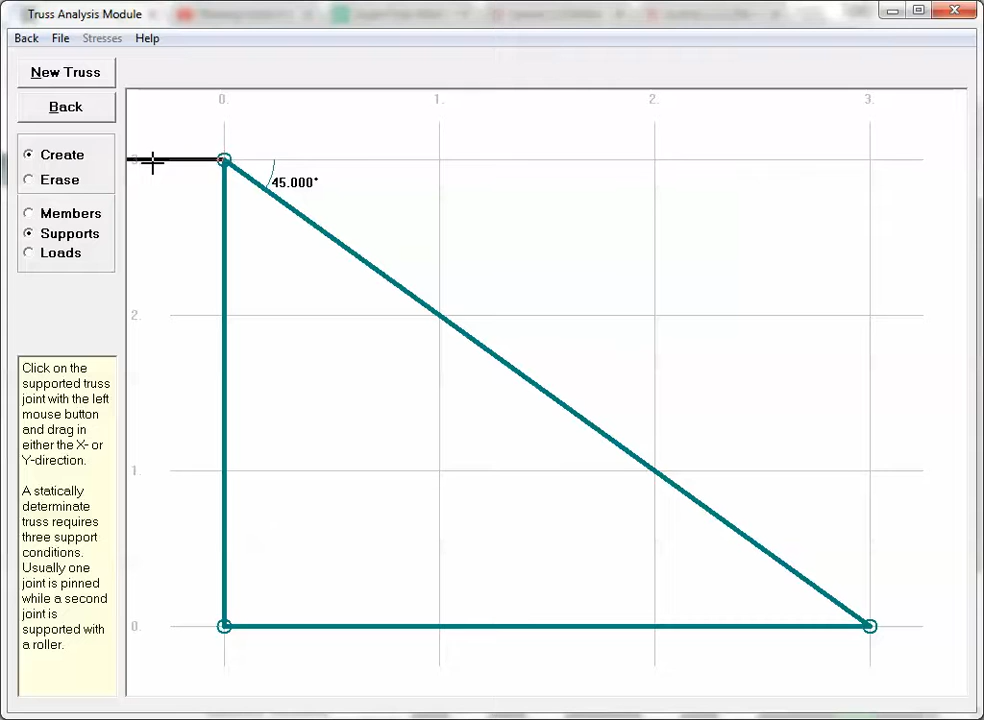 Truss Analysis Module
Back File Stresses Help
New Truss
Back
Create
Erase
Members
Supports
Loads
Click on the
supported truss
joint with the left
mouse button
and drag in
either the X- or
Y-direction.
A statically
determinate
truss requires
three support
conditions.
Usually one
joint is pinned
while a second
joint is
supported with
a roller.
0. 1. 2. 3.
45.000°
2.
1.
0.